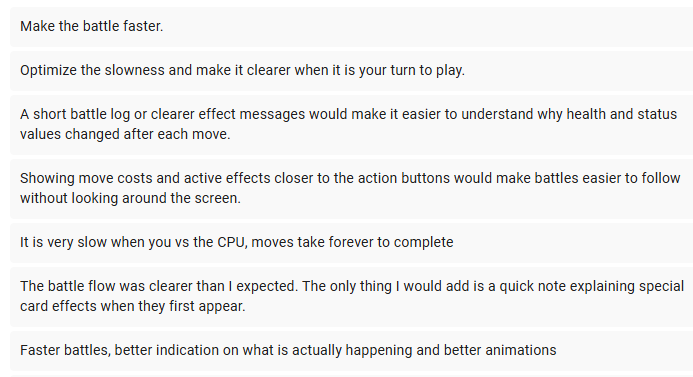 Make the battle faster.
Optimize the slowness and make it clearer when it is your turn to play.
A short battle log or clearer effect messages would make it easier to understand why health and status
values changed after each move.
Showing move costs and active effects closer to the action buttons would make battles easier to follow
without looking around the screen.
It is very slow when you vs the CPU, moves take forever to complete
The battle flow was clearer than I expected. The only thing I would add is a quick note explaining special
card effects when they first appear.
Faster battles, better indication on what is actually happening and better animations